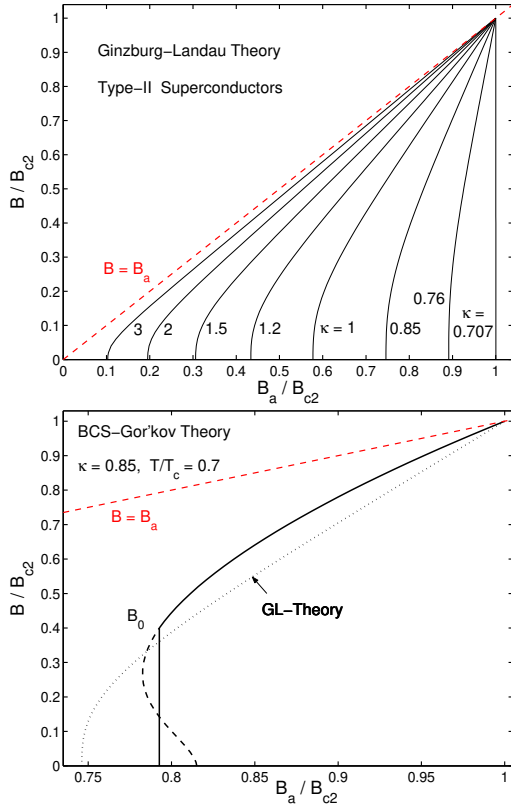 1
0.9
0.8
0.7
0.6
0.5
0.4
0.3
0.2
0.1
0
B / B_c2
Ginzburg−Landau Theory
Type−II Superconductors
B = B_a
3
2
1.5
1.2
κ = 1
0.85
0.76
κ =
0.707
0 0.1 0.2 0.3 0.4 0.5 0.6 0.7 0.8 0.9 1
B_a / B_c2
1
0.9
0.8
0.7
0.6
0.5
0.4
0.3
0.2
0.1
0
B / B_c2
BCS−Gor'kov Theory
κ = 0.85, T/T_c = 0.7
B = B_a
B_0
GL−Theory
0.75 0.8 0.85 0.9 0.95 1
B_a / B_c2